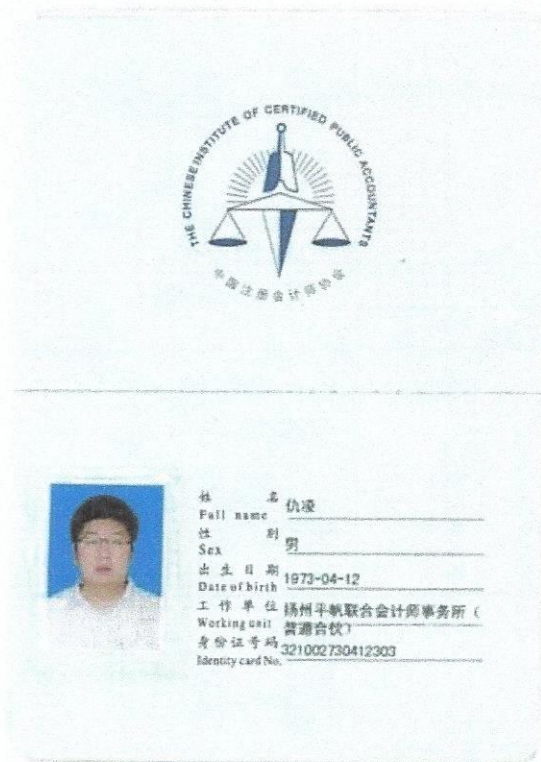 THE CHINESE INSTITUTE OF CERTIFIED PUBLIC ACCOUNTANTS
中国注册会计师协会
姓 名 仇凌
Full name
性 别 男
Sex
出 生 日 期 1973-04-12
Date of birth
工 作 单 位 扬州平帆联合会计师事务所（
Working unit 普通合伙）
身 份 证 号 码 321002730412303
Identity card No.